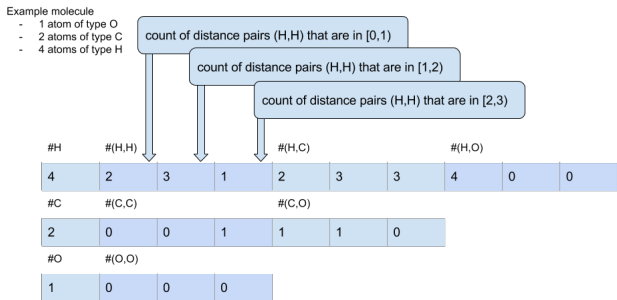 Example molecule
- 1 atom of type O
- 2 atoms of type C
- 4 atoms of type H
count of distance pairs (H,H) that are in [0,1)
count of distance pairs (H,H) that are in [1,2)
count of distance pairs (H,H) that are in [2,3)
#H #(H,H) #(H,C) #(H,O)
4 2 3 1 2 3 3 4 0 0
#C #(C,C) #(C,O)
2 0 0 1 1 1 0
#O #(O,O)
1 0 0 0